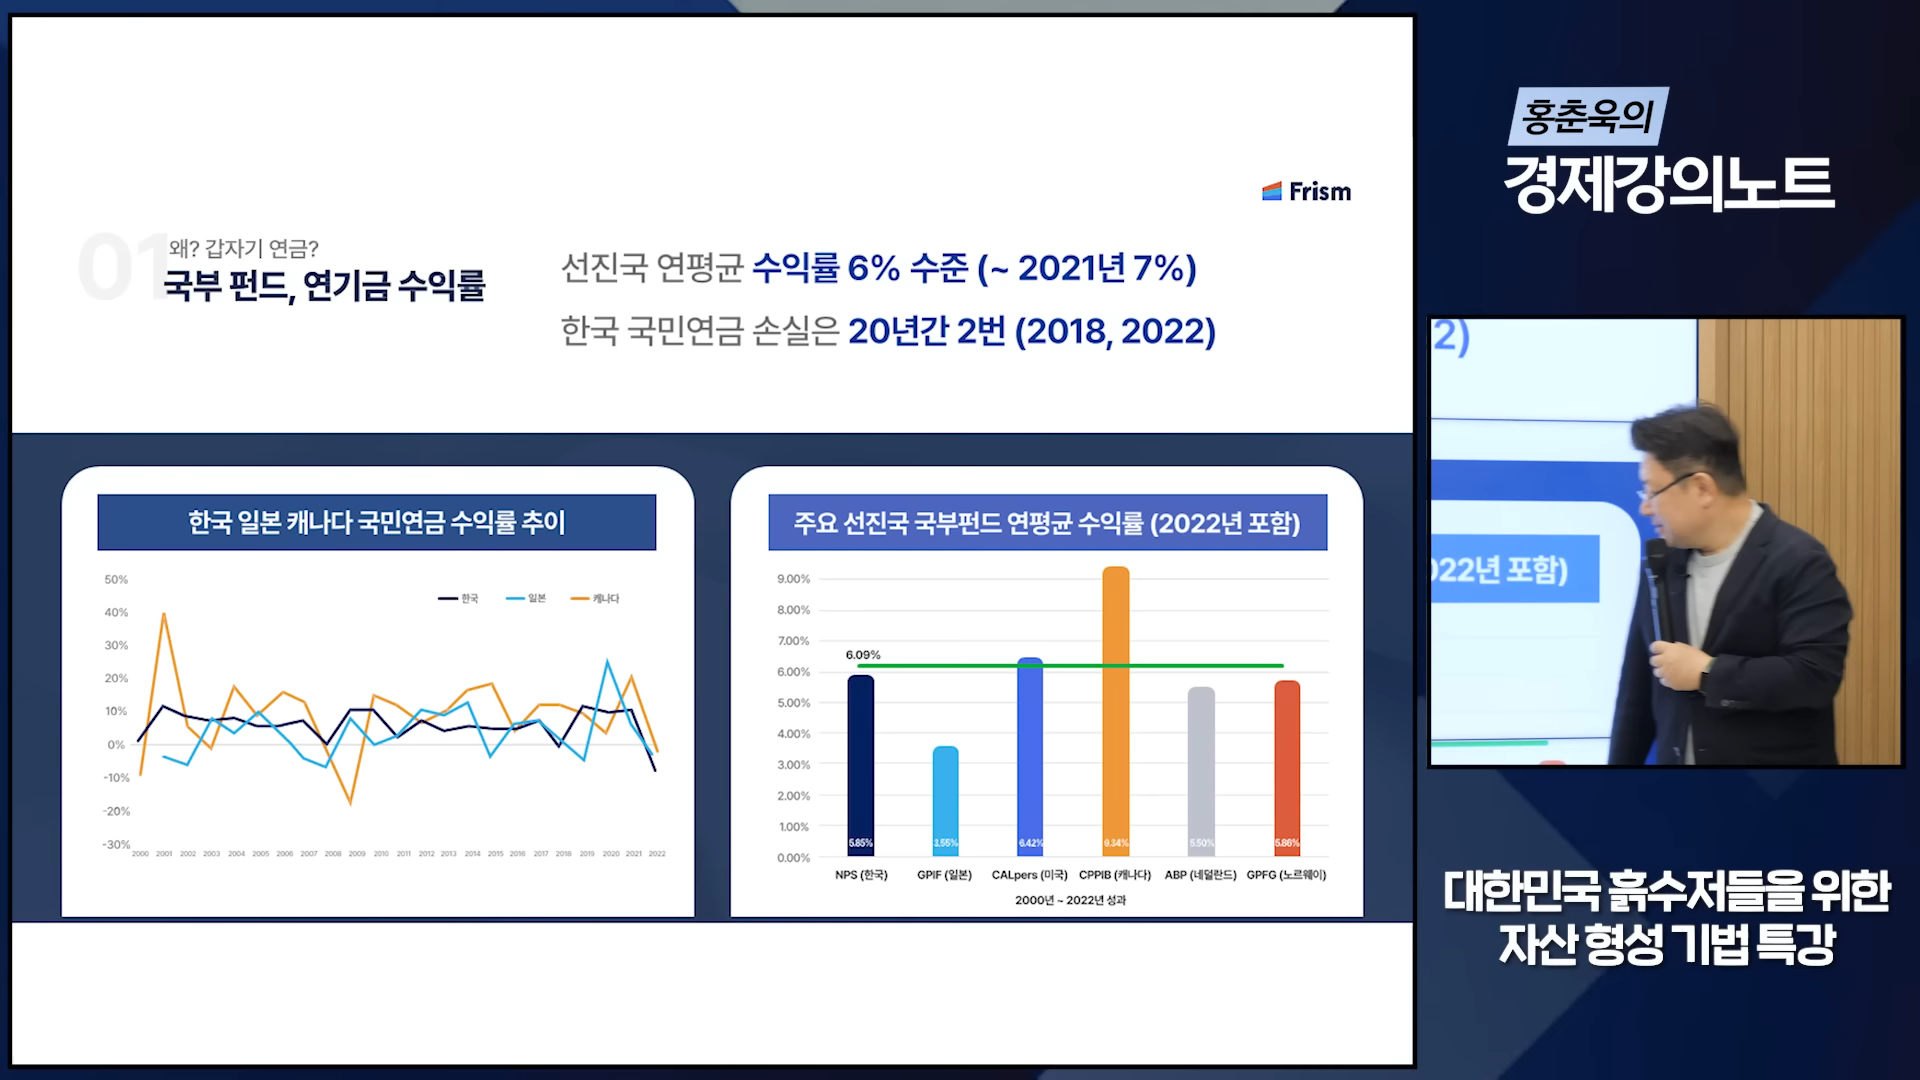 Frism
01
왜? 갑자기 연금?
국부 펀드, 연기금 수익률
선진국 연평균 수익률 6% 수준 (~ 2021년 7%)
한국 국민연금 손실은 20년간 2번 (2018, 2022)
한국 일본 캐나다 국민연금 수익률 추이
한국 일본 캐나다
50%
40%
30%
20%
10%
0%
-10%
-20%
-30%
2000 2001 2002 2003 2004 2005 2006 2007 2008 2009 2010 2011 2012 2013 2014 2015 2016 2017 2018 2019 2020 2021 2022
주요 선진국 국부펀드 연평균 수익률 (2022년 포함)
9.00%
8.00%
7.00%
6.00%
5.00%
4.00%
3.00%
2.00%
1.00%
0.00%
6.09%
5.85% 3.55% 6.42% 9.34% 5.50% 5.86%
NPS (한국) GPIF (일본) CALpers (미국) CPPIB (캐나다) ABP (네덜란드) GPFG (노르웨이)
2000년 ~ 2022년 성과
홍춘욱의
경제강의노트
2)
022년 포함)
대한민국 흙수저들을 위한
자산 형성 기법 특강